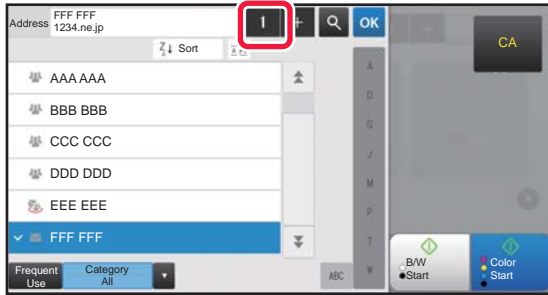 Address
FFF FFF
1234.ne.jp
1
+
OK
CA
Sort
AAA AAA
BBB BBB
CCC CCC
DDD DDD
EEE EEE
FFF FFF
A
D
G
J
M
P
T
W
ABC
Frequent
Use
Category
All
B/W
Start
Color
Start